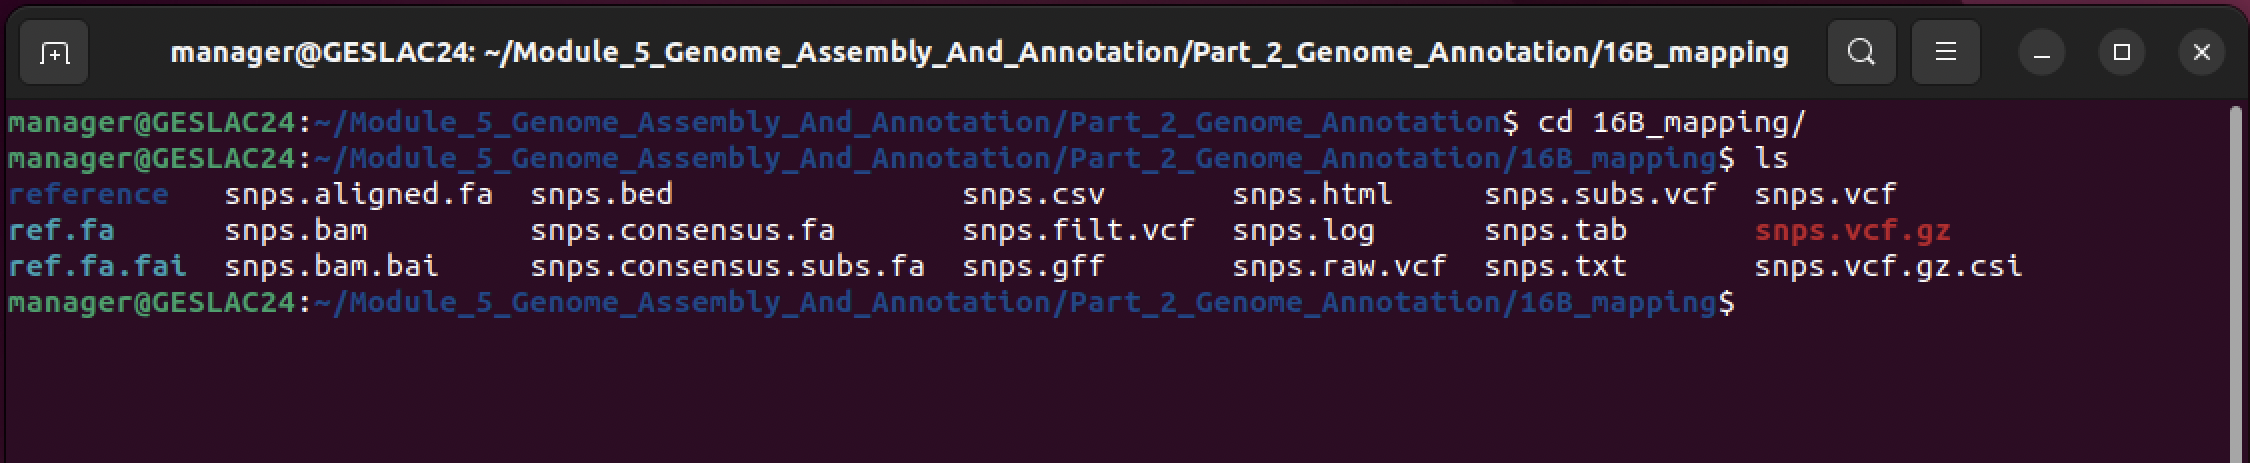 manager@GESLAC24: ~/Module_5_Genome_Assembly_And_Annotation/Part_2_Genome_Annotation/16B_mapping
manager@GESLAC24:~/Module_5_Genome_Assembly_And_Annotation/Part_2_Genome_Annotation$ cd 16B_mapping/
manager@GESLAC24:~/Module_5_Genome_Assembly_And_Annotation/Part_2_Genome_Annotation/16B_mapping$ ls
reference snps.aligned.fa snps.bed snps.csv snps.html snps.subs.vcf snps.vcf
ref.fa snps.bam snps.consensus.fa snps.filt.vcf snps.log snps.tab snps.vcf.gz
ref.fa.fai snps.bam.bai snps.consensus.subs.fa snps.gff snps.raw.vcf snps.txt snps.vcf.gz.csi
manager@GESLAC24:~/Module_5_Genome_Assembly_And_Annotation/Part_2_Genome_Annotation/16B_mapping$